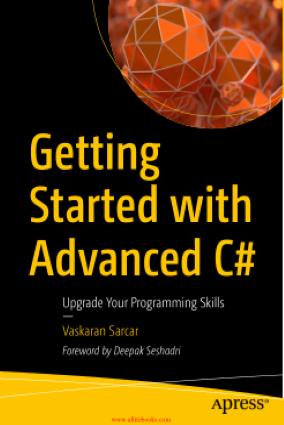 Getting
Started with
Advanced C#
Upgrade Your Programming Skills
—
Vaskaran Sarcar
Foreword by Deepak Seshadri
Apress®
www.allitebooks.com